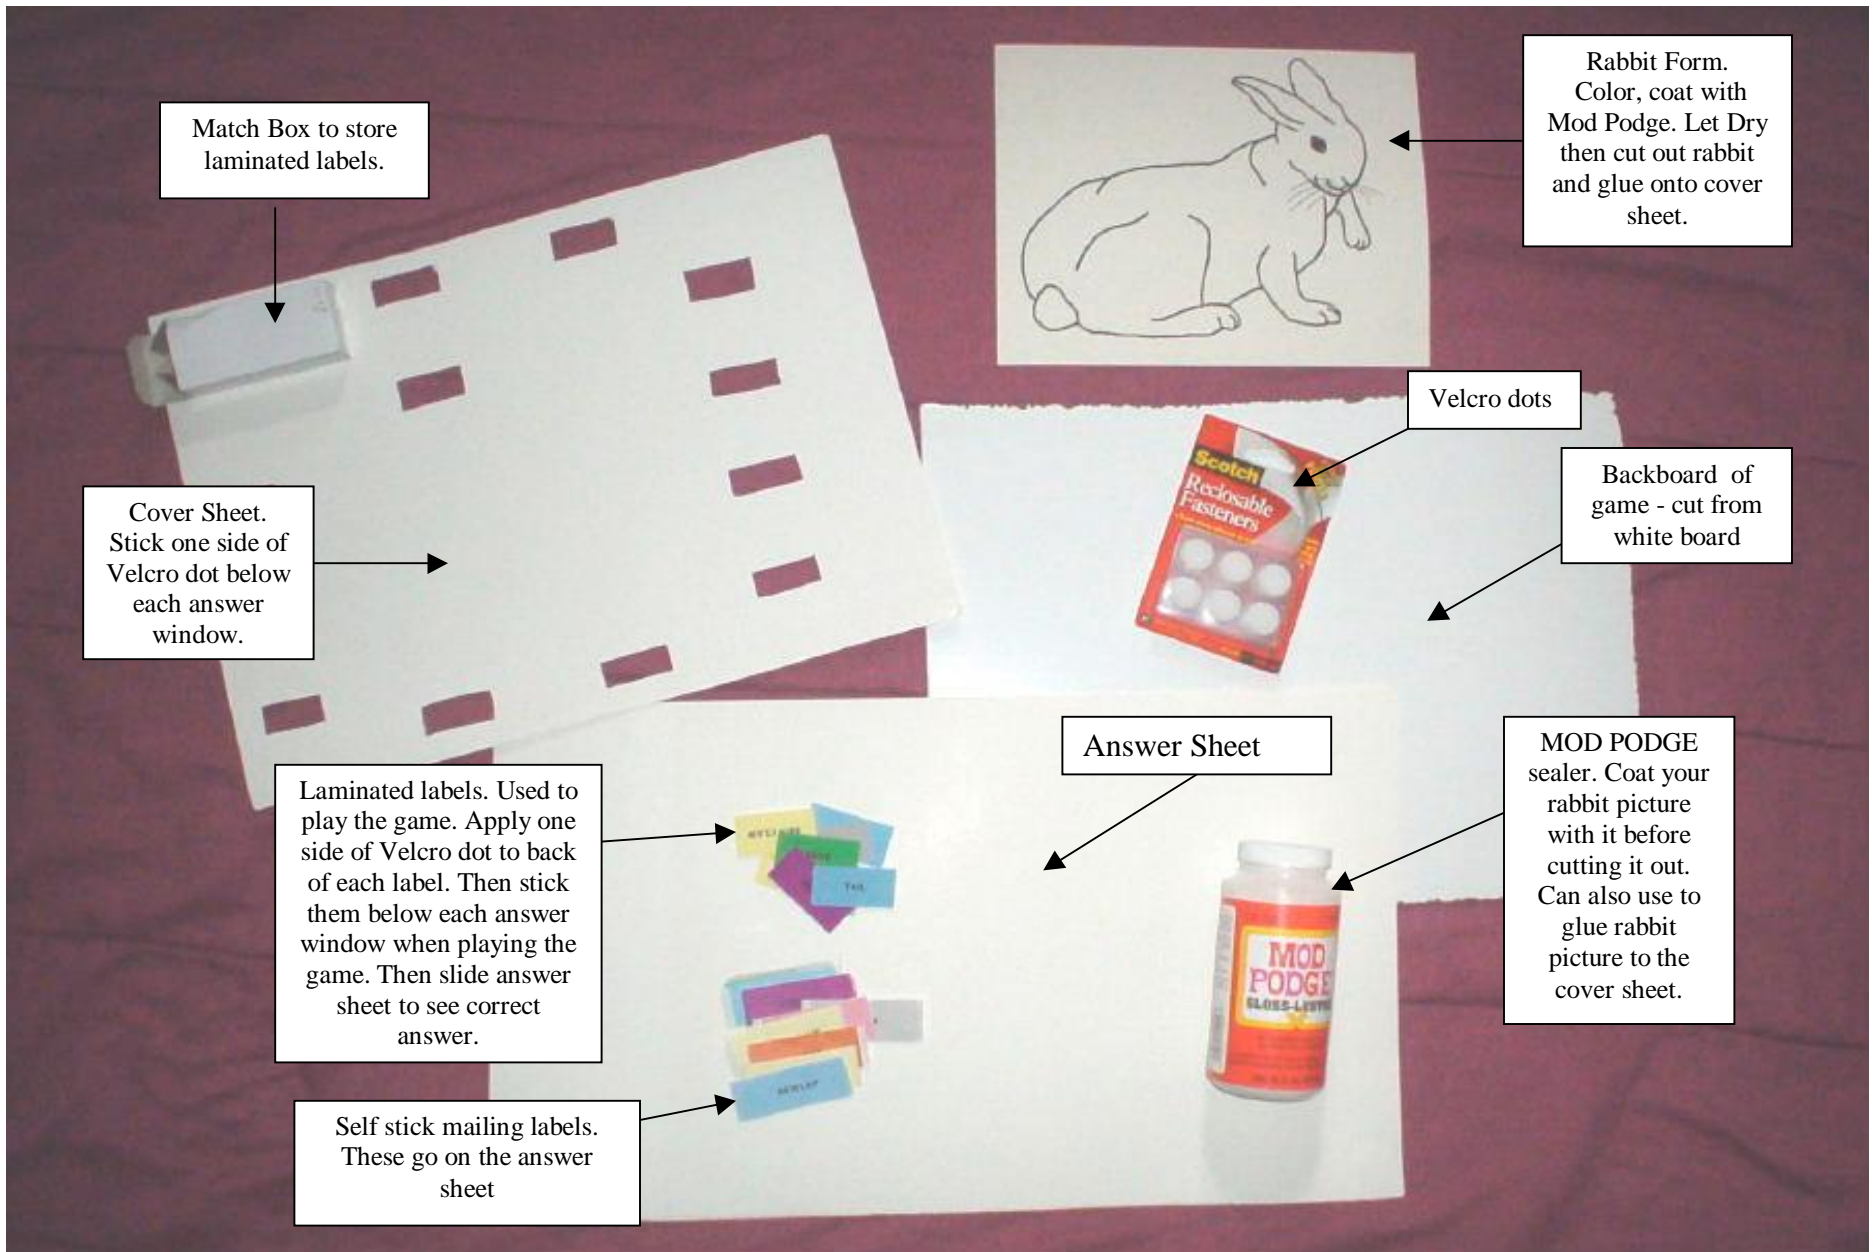 Match Box to store
laminated labels.
Rabbit Form.
Color, coat with
Mod Podge. Let Dry
then cut out rabbit
and glue onto cover
sheet.
Velcro dots
Scotch
Reclosable
Fasteners
Backboard of
game - cut from
white board
Cover Sheet.
Stick one side of
Velcro dot below
each answer
window.
Answer Sheet
MOD PODGE
sealer. Coat your
rabbit picture
with it before
cutting it out.
Can also use to
glue rabbit
picture to the
cover sheet.
Laminated labels. Used to
play the game. Apply one
side of Velcro dot to back
of each label. Then stick
them below each answer
window when playing the
game. Then slide answer
sheet to see correct
answer.
TAIL
MOD
PODGE
GLOSS-LUSTRE
DEWLAP
Self stick mailing labels.
These go on the answer
sheet